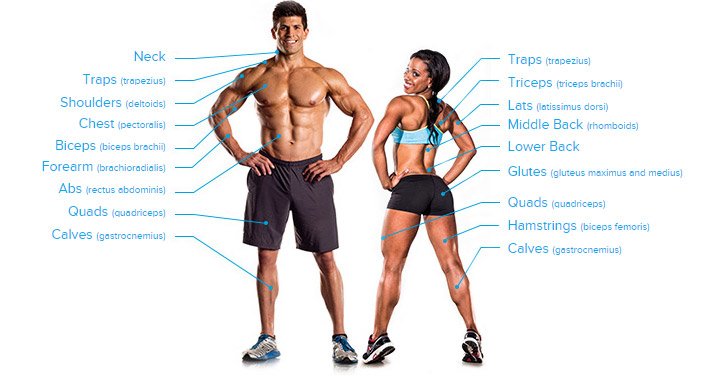 Neck
Traps (trapezius)
Shoulders (deltoids)
Chest (pectoralis)
Biceps (biceps brachii)
Forearm (brachioradialis)
Abs (rectus abdominis)
Quads (quadriceps)
Calves (gastrocnemius)
Traps (trapezius)
Triceps (triceps brachii)
Lats (latissimus dorsi)
Middle Back (rhomboids)
Lower Back
Glutes (gluteus maximus and medius)
Quads (quadriceps)
Hamstrings (biceps femoris)
Calves (gastrocnemius)